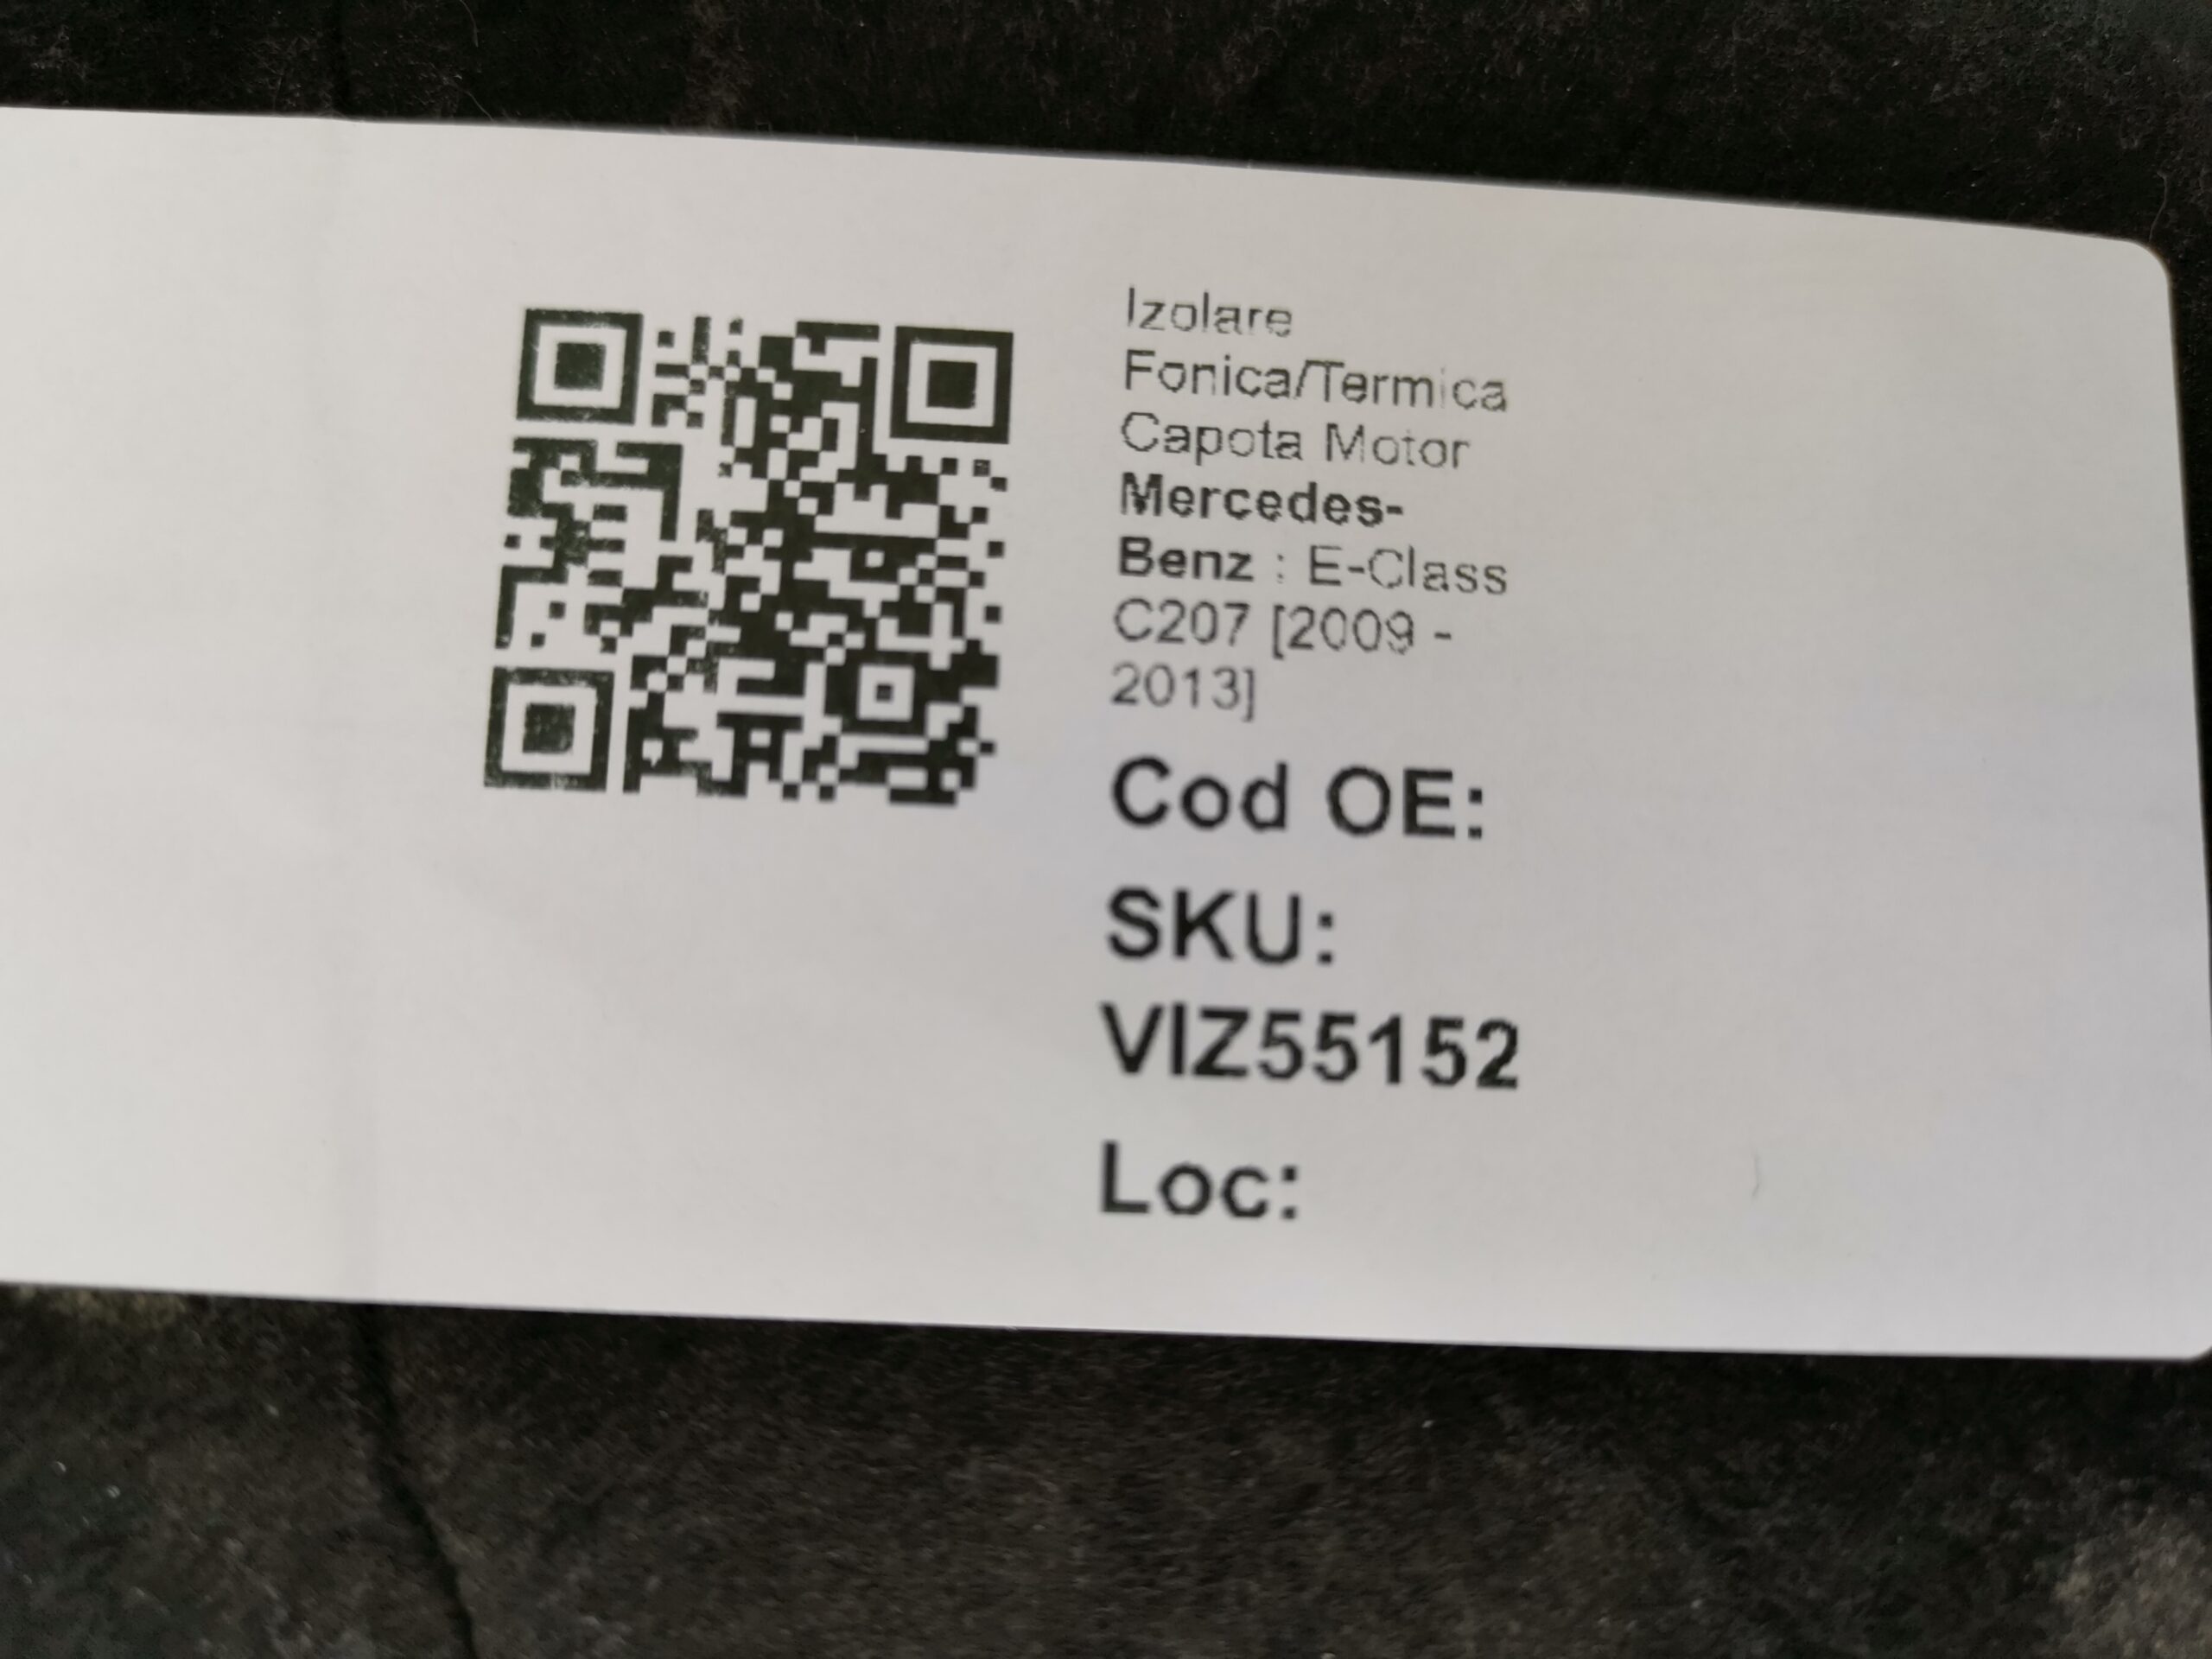 Izolare
Fonica/Termica
Capota Motor
Mercedes-
Benz : E-Class
C207 [2009 -
2013]
Cod OE:
SKU:
VIZ55152
Loc: